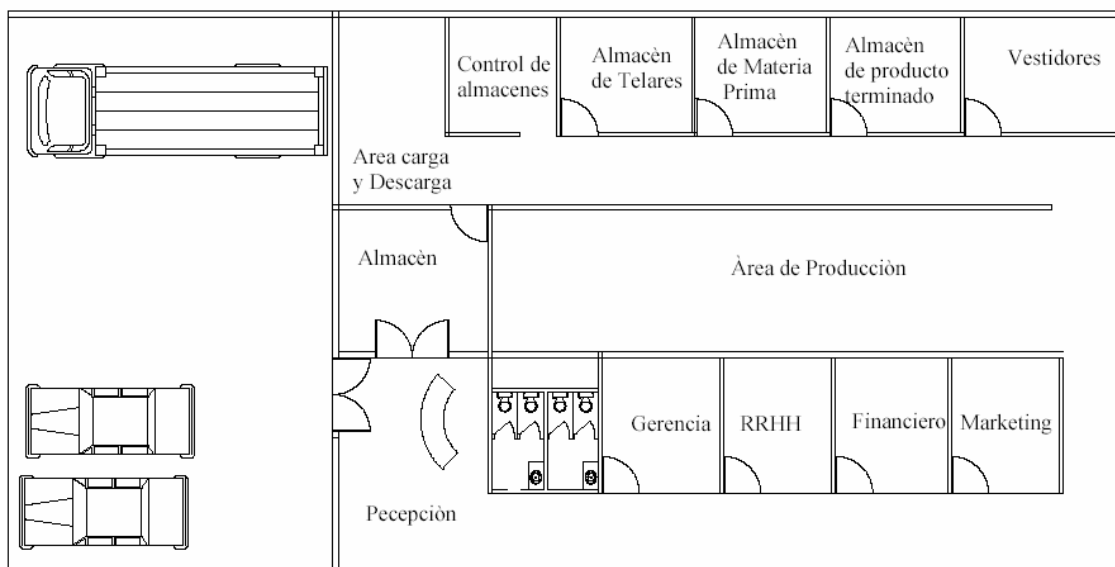 Control de
almacenes
Almacèn
de Telares
Almacèn
de Materia
Prima
Almacèn
de producto
terminado
Vestidores
Area carga
y Descarga
Almacèn
Àrea de Producciòn
Gerencia
RRHH
Financiero
Marketing
Pecepciòn